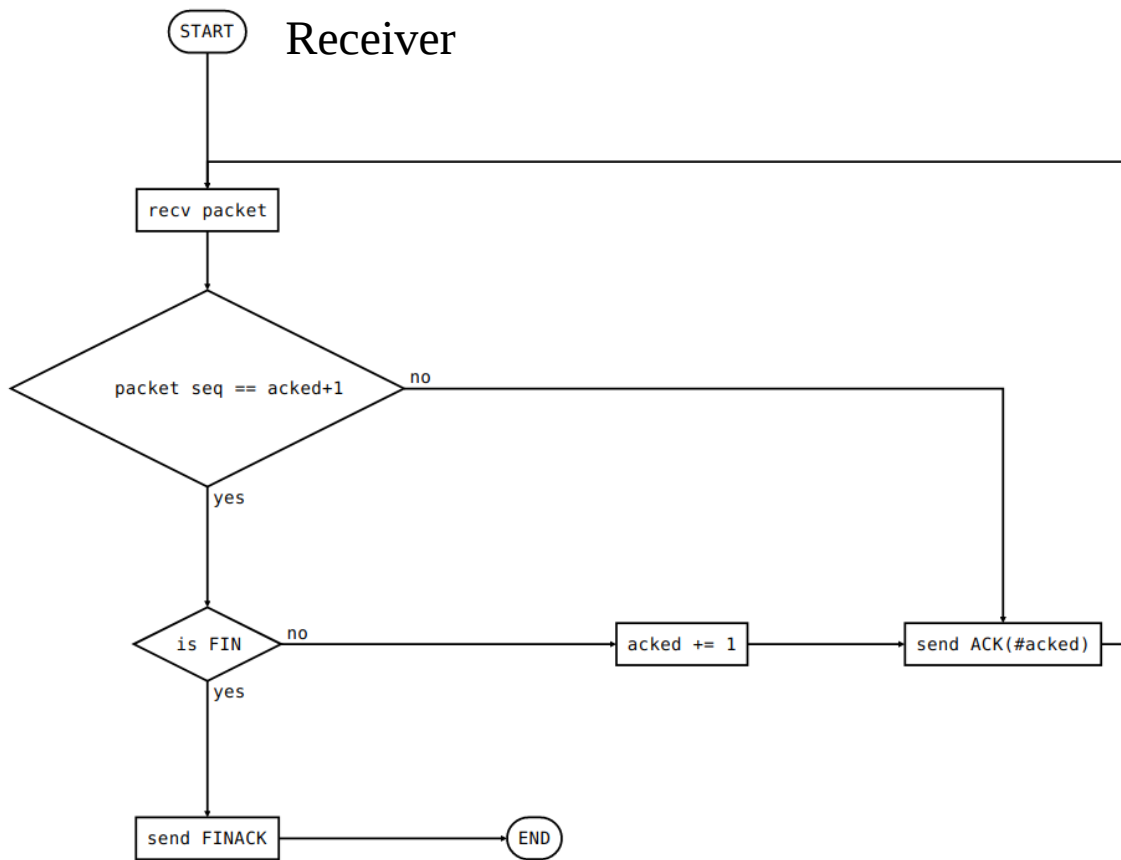 START
Receiver
recv packet
packet seq == acked+1
no
yes
is FIN
no
acked += 1
send ACK(#acked)
yes
send FINACK
END